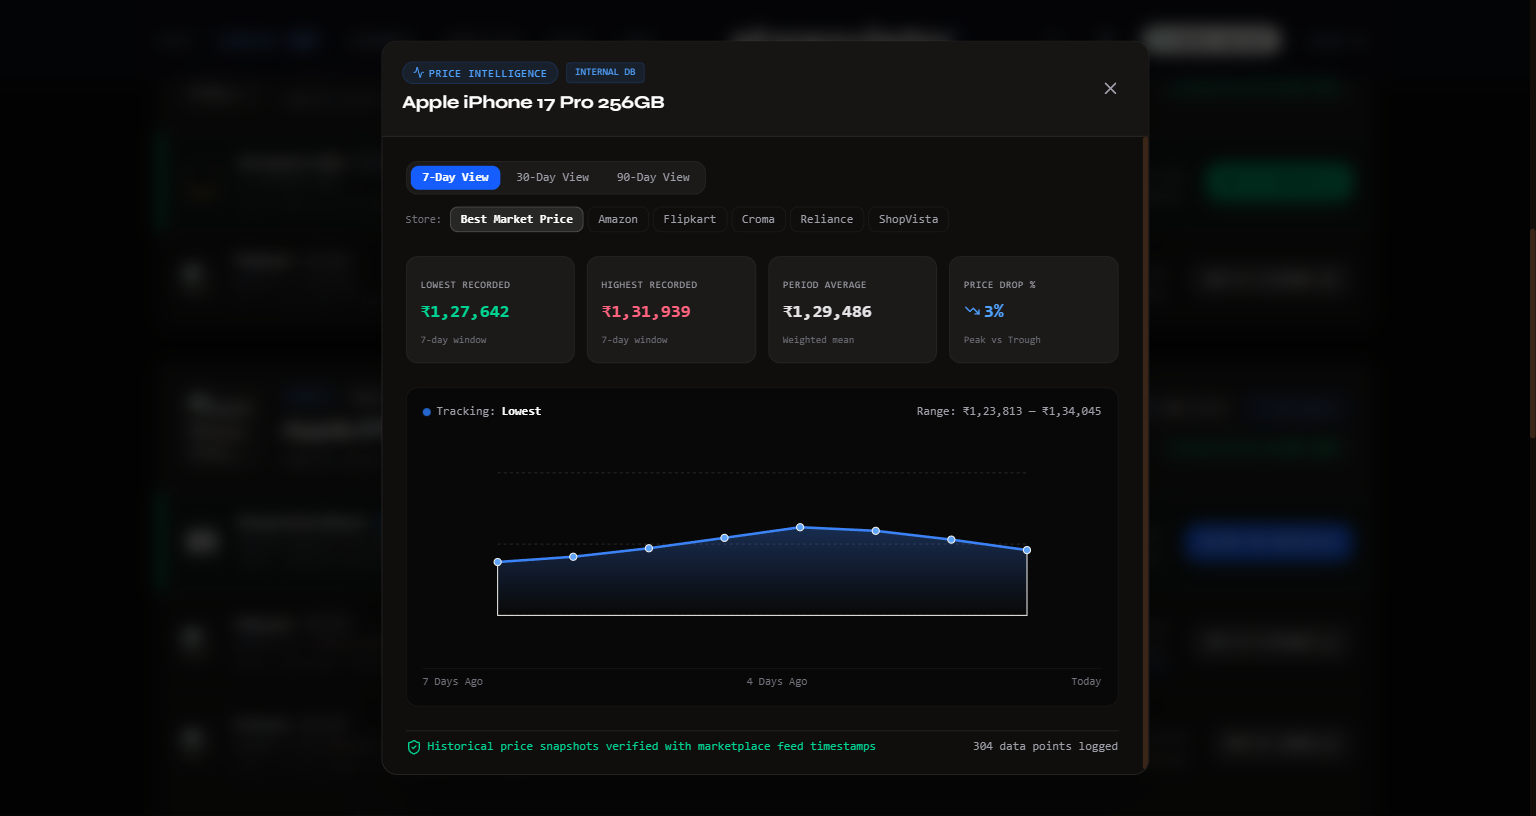 PRICE INTELLIGENCE INTERNAL DB
Apple iPhone 17 Pro 256GB
7-Day View 30-Day View 90-Day View
Store: Best Market Price Amazon Flipkart Croma Reliance ShopVista
LOWEST RECORDED
₹1,27,642
7-day window
HIGHEST RECORDED
₹1,31,939
7-day window
PERIOD AVERAGE
₹1,29,486
Weighted mean
PRICE DROP %
3%
Peak vs Trough
Tracking: Lowest
Range: ₹1,23,813 — ₹1,34,045
7 Days Ago 4 Days Ago Today
Historical price snapshots verified with marketplace feed timestamps
304 data points logged